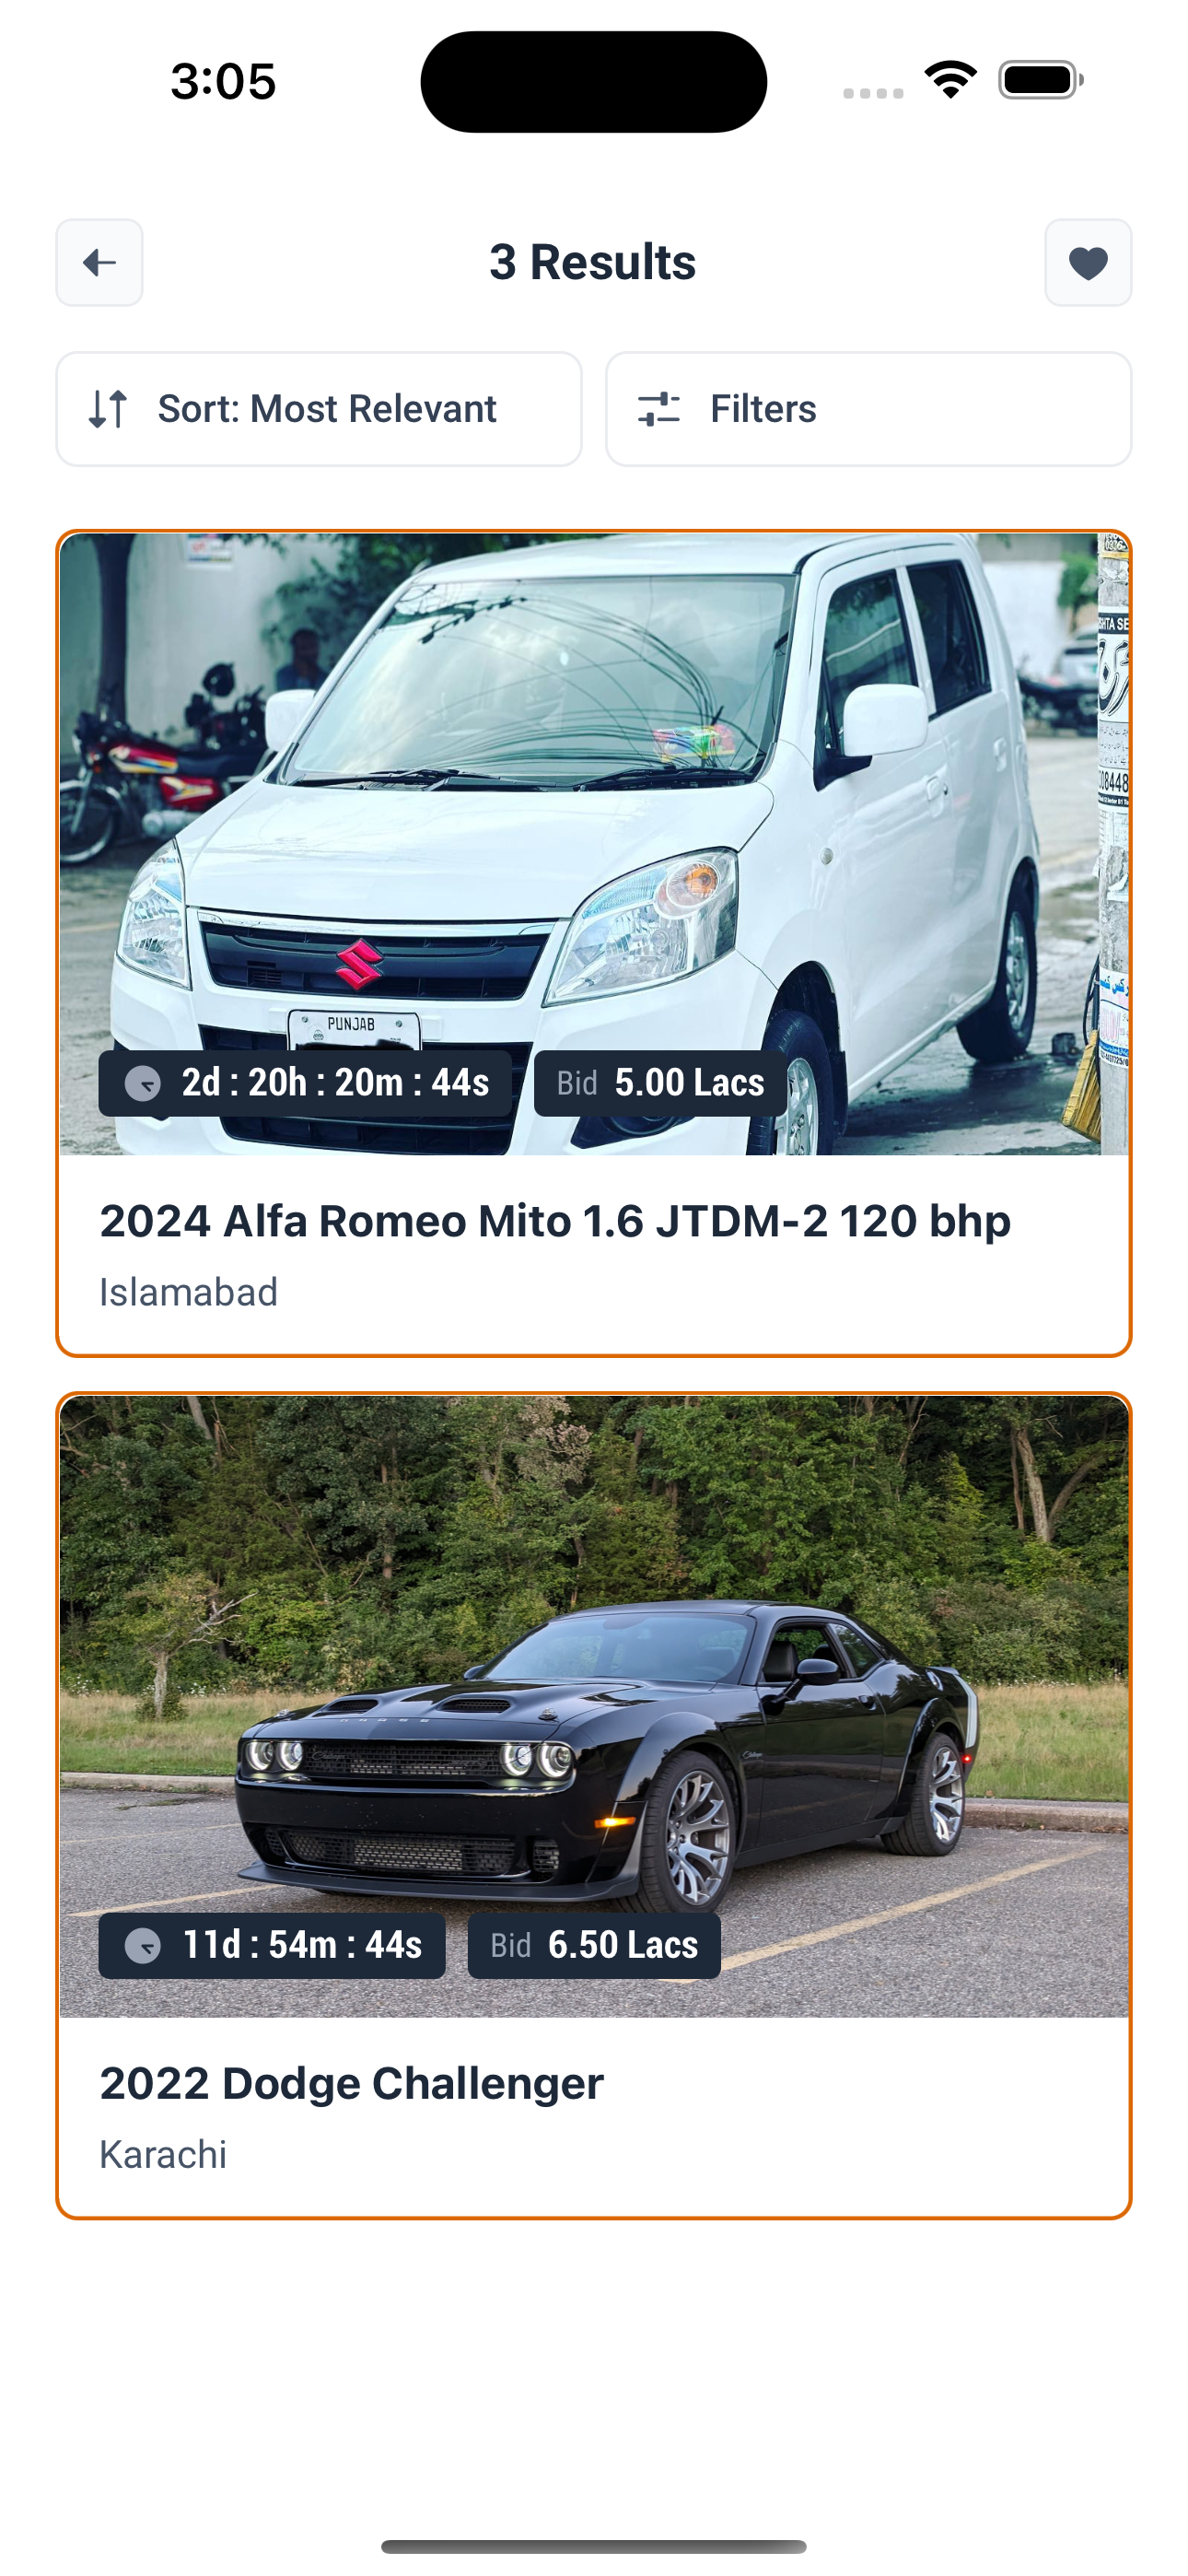 3:05
3 Results
Sort: Most Relevant
Filters
PUNJAB
2d : 20h : 20m : 44s
Bid 5.00 Lacs
2024 Alfa Romeo Mito 1.6 JTDM-2 120 bhp
Islamabad
DODGE
11d : 54m : 44s
Bid 6.50 Lacs
2022 Dodge Challenger
Karachi